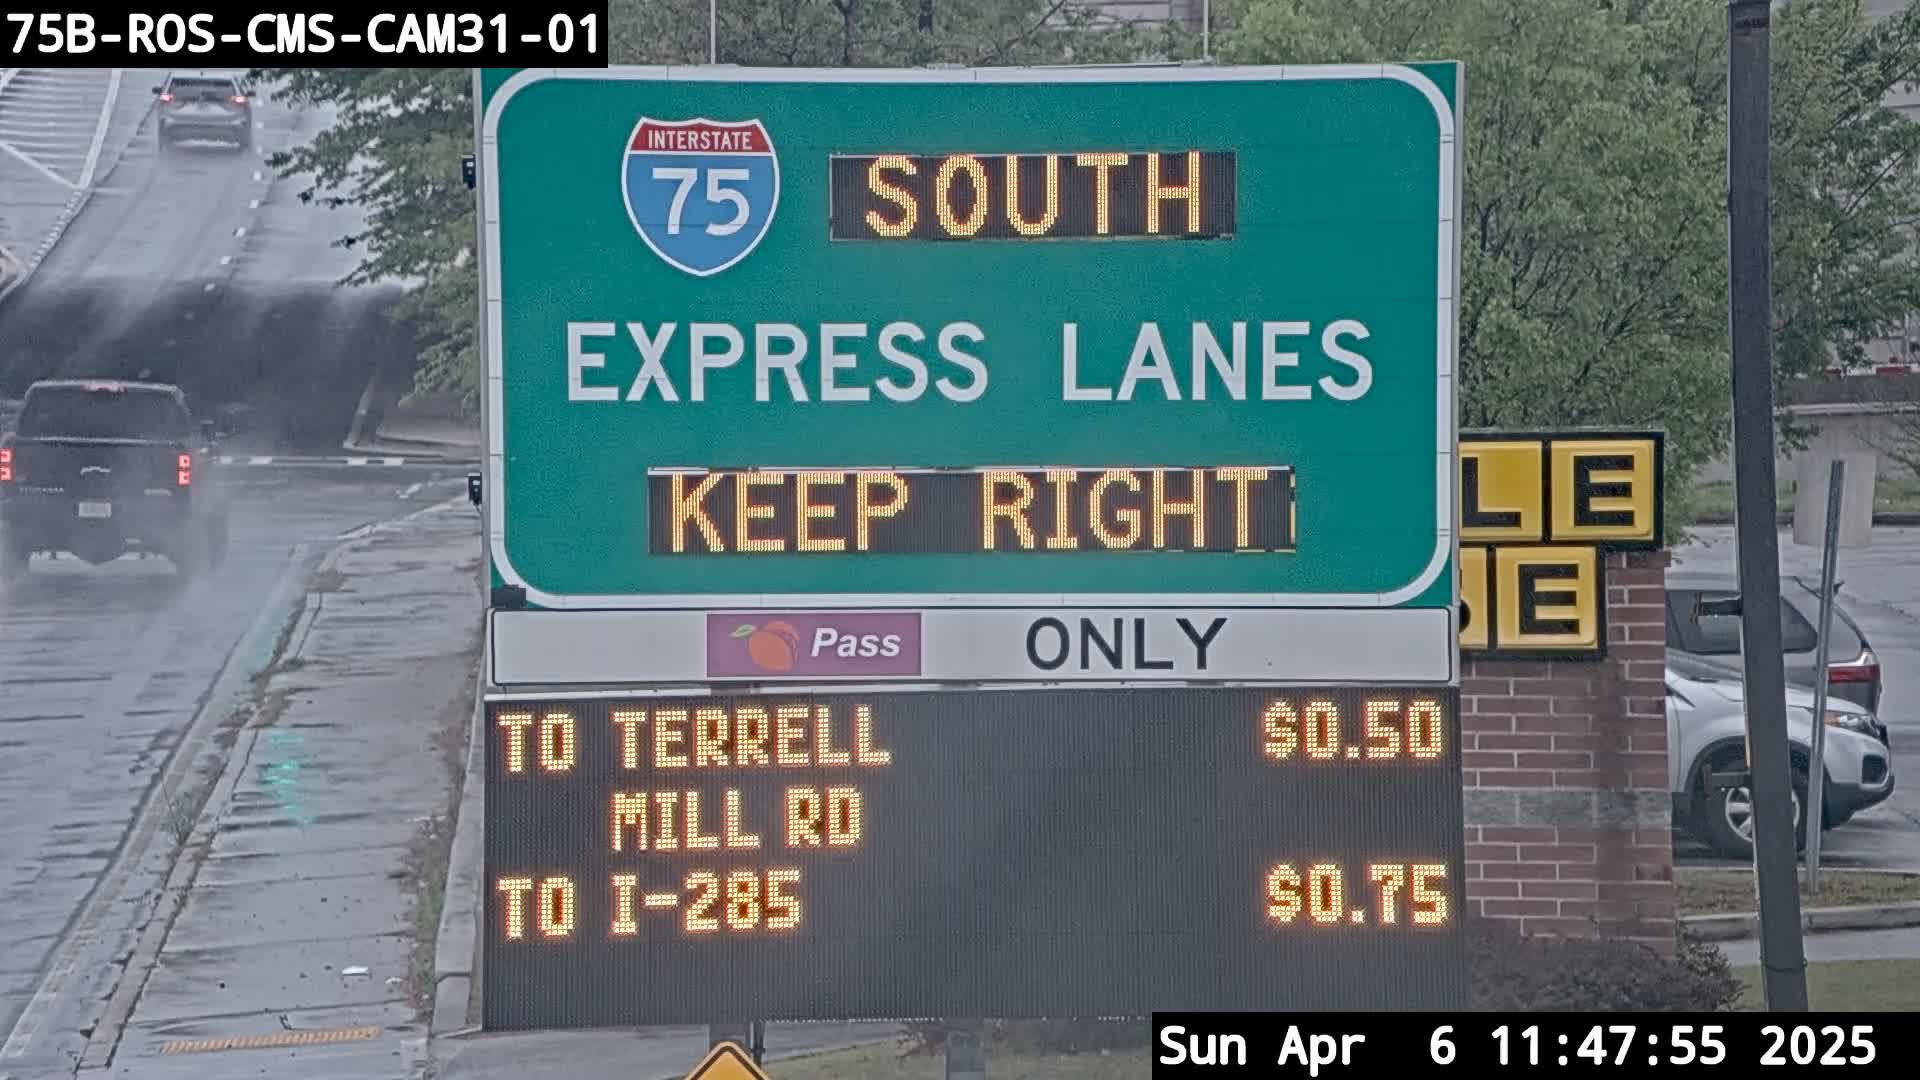 75B-ROS-CMS-CAM31-01
INTERSTATE
75
SOUTH
EXPRESS LANES
KEEP RIGHT
Pass ONLY
TO TERRELL $0.50
MILL RD
TO I-285 $0.75
LE
E
Sun Apr 6 11:47:55 2025